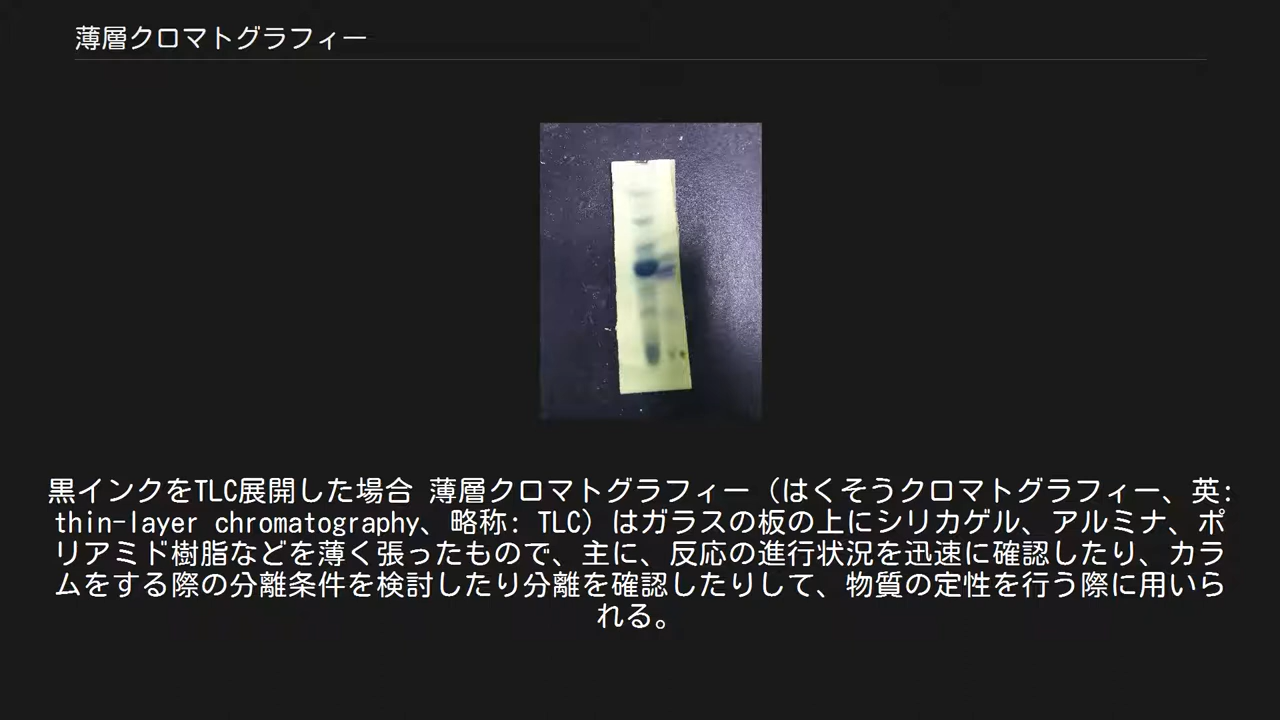 薄層クロマトグラフィー
黒インクをTLC展開した場合 薄層クロマトグラフィー（はくそうクロマトグラフィー、英:
thin-layer chromatography、略称: TLC）はガラスの板の上にシリカゲル、アルミナ、ポ
リアミド樹脂などを薄く張ったもので、主に、反応の進行状況を迅速に確認したり、カラ
ムをする際の分離条件を検討したり分離を確認したりして、物質の定性を行う際に用いら
れる。